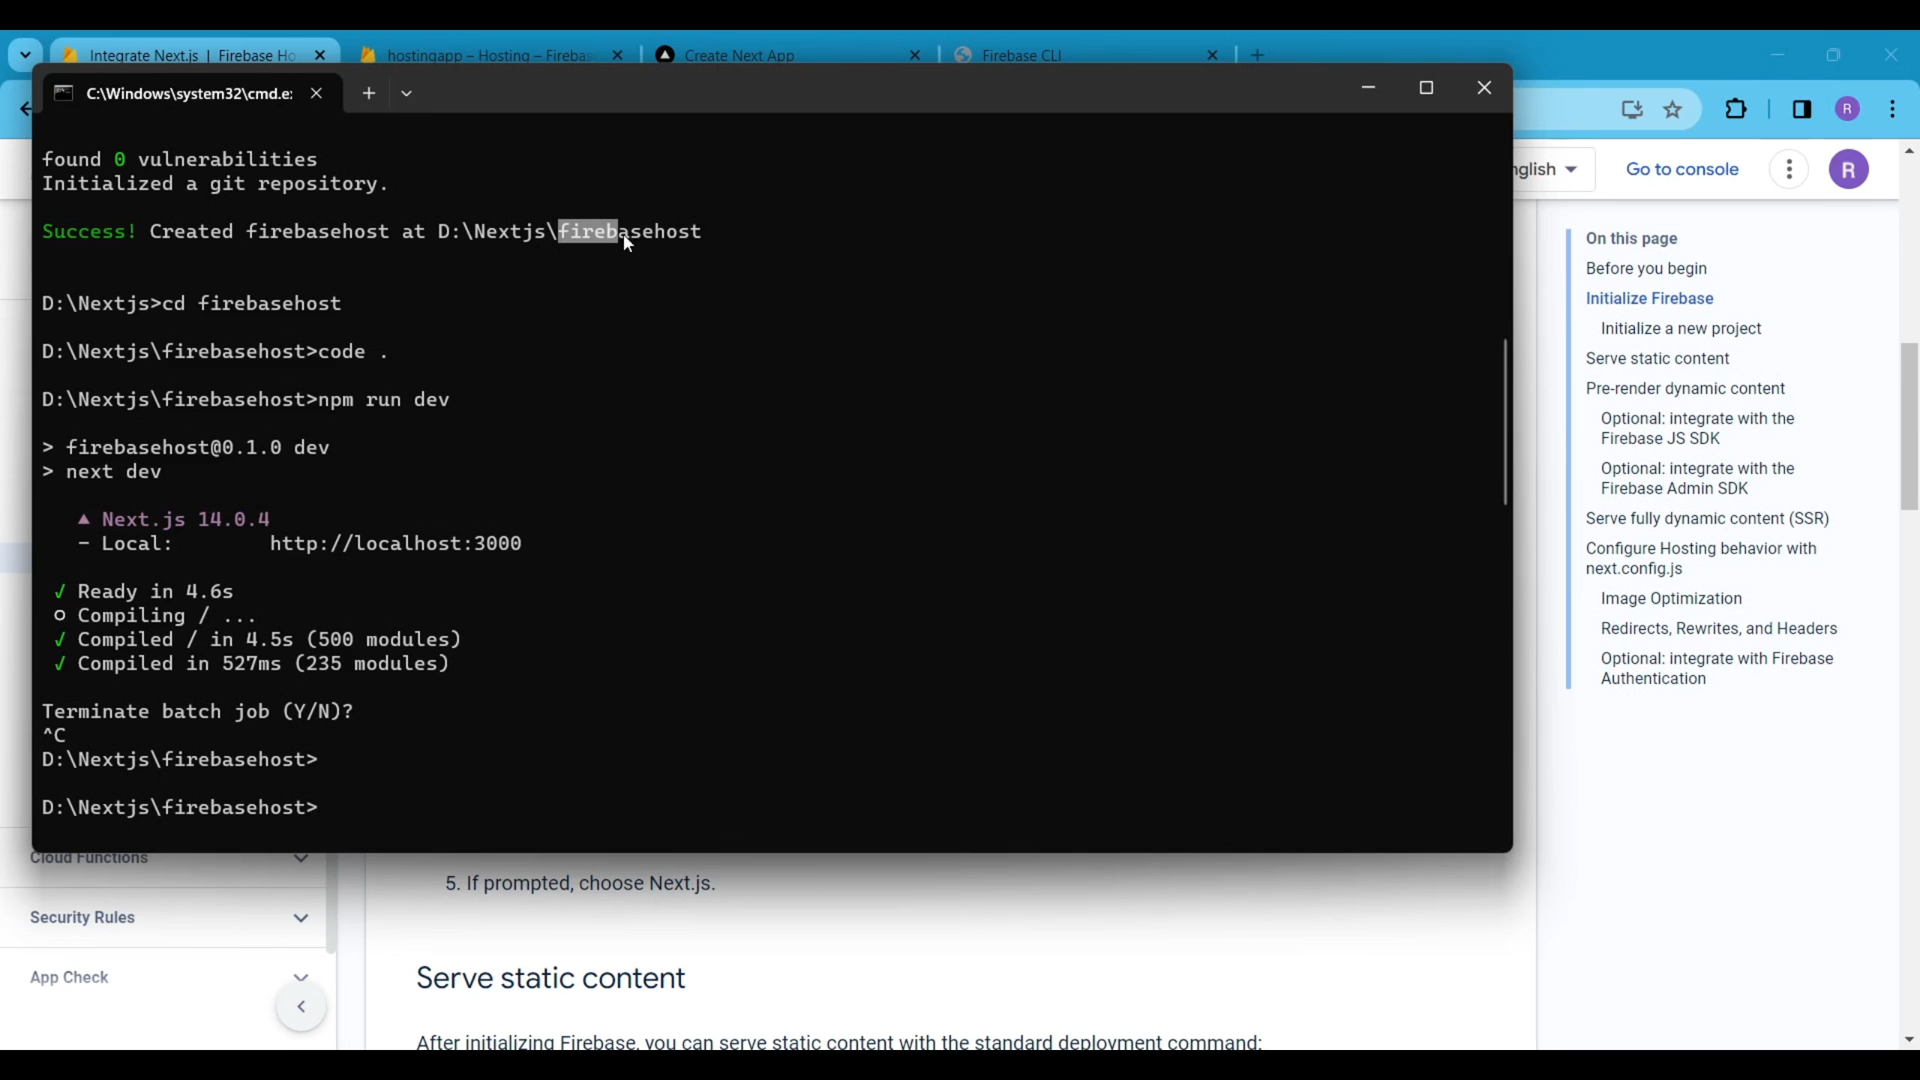 Integrate Next.js | Firebase Ho
hostingapp – Hosting – Firebas
Create Next App
Firebase CLI
C:\Windows\system32\cmd.e:
R
nglish
Go to console
R
found 0 vulnerabilities
Initialized a git repository.
Success! Created firebasehost at D:\Nextjs\firebasehost
D:\Nextjs>cd firebasehost
D:\Nextjs\firebasehost>code .
D:\Nextjs\firebasehost>npm run dev
> firebasehost@0.1.0 dev
> next dev
▲ Next.js 14.0.4
- Local: http://localhost:3000
√ Ready in 4.6s
○ Compiling / ...
√ Compiled / in 4.5s (500 modules)
√ Compiled in 527ms (235 modules)
Terminate batch job (Y/N)?
^C
D:\Nextjs\firebasehost>
D:\Nextjs\firebasehost>
On this page
Before you begin
Initialize Firebase
Initialize a new project
Serve static content
Pre-render dynamic content
Optional: integrate with the
Firebase JS SDK
Optional: integrate with the
Firebase Admin SDK
Serve fully dynamic content (SSR)
Configure Hosting behavior with
next.config.js
Image Optimization
Redirects, Rewrites, and Headers
Optional: integrate with Firebase
Authentication
Cloud Functions
Security Rules
App Check
5. If prompted, choose Next.js.
Serve static content
After initializing Firebase, you can serve static content with the standard deployment command: